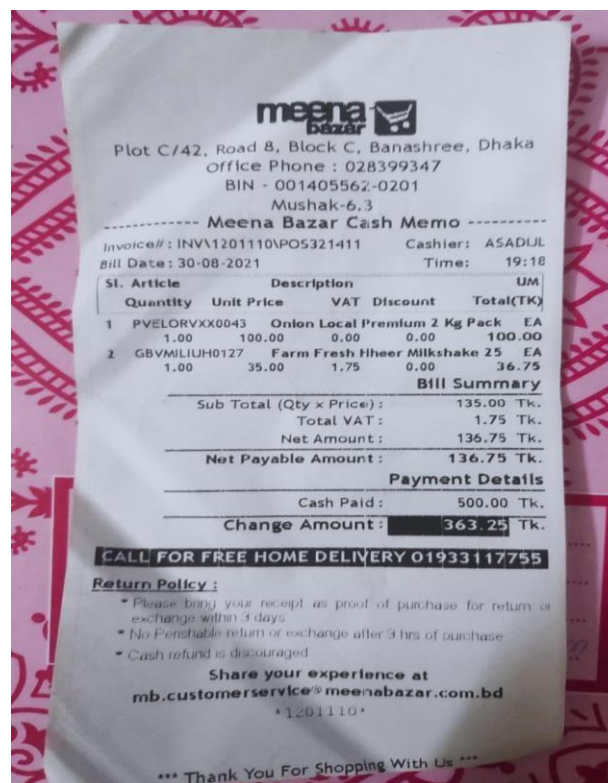 meena
bazar
Plot C/42, Road 8, Block C, Banashree, Dhaka
Office Phone : 028399347
BIN - 001405562-0201
Mushak-6.3
---------- Meena Bazar Cash Memo ----------
Invoice# : INV\1201110\POS321411 Cashier: ASADUL
Bill Date : 30-08-2021 Time: 19:18
Sl. Article Description UM
Quantity Unit Price VAT Discount Total(TK)
1 PVELORVXX0043 Onion Local Premium 2 Kg Pack EA
1.00 100.00 0.00 0.00 100.00
2 GBVMILIUH0127 Farm Fresh Hheer Milkshake 25 EA
1.00 35.00 1.75 0.00 36.75
Bill Summary
Sub Total (Qty x Price) : 135.00 Tk.
Total VAT : 1.75 Tk.
Net Amount : 136.75 Tk.
Net Payable Amount : 136.75 Tk.
Payment Details
Cash Paid : 500.00 Tk.
Change Amount : 363.25 Tk.
CALL FOR FREE HOME DELIVERY 01933117755
Return Policy :
* Please bring your receipt as proof of purchase for return or
exchange within 3 days
* No Perishable return or exchange after 3 hrs of purchase
* Cash refund is discouraged
Share your experience at
mb.customerservice@meenabazar.com.bd
*1201110*
*** Thank You For Shopping With Us ***